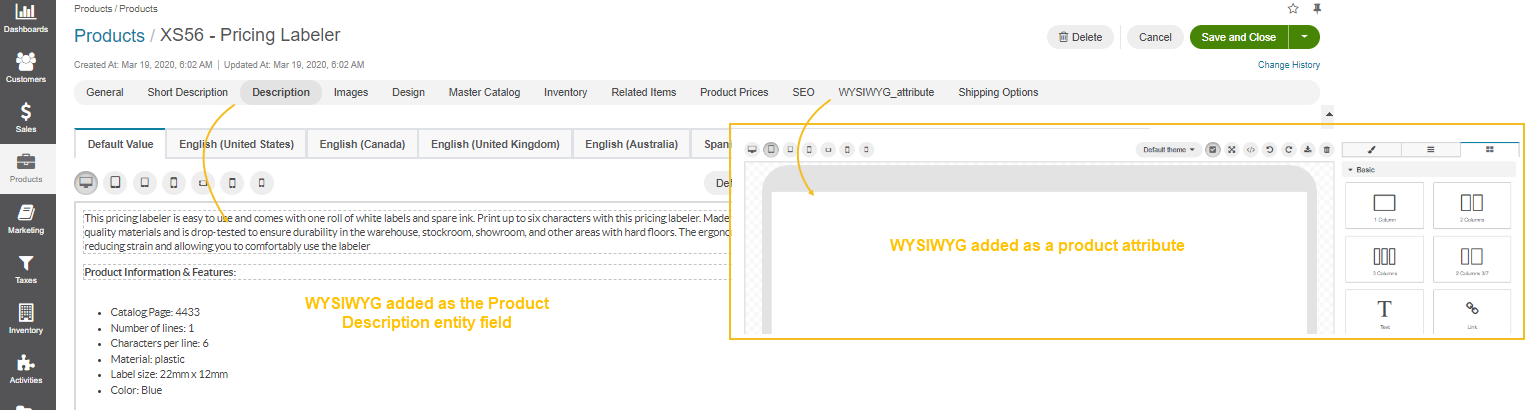 Products / Products
Dashboards
Products / XS56 - Pricing Labeler
Delete
Cancel
Save and Close
Created At: Mar 19, 2020, 6:02 AM | Updated At: Mar 19, 2020, 6:02 AM
Change History
Customers
General
Short Description
Description
Images
Design
Master Catalog
Inventory
Related Items
Product Prices
SEO
WYSIWYG_attribute
Shipping Options
Sales
Default Value
English (United States)
English (Canada)
English (United Kingdom)
English (Australia)
Span
Default theme
Basic
Products
Def
1 Column
2 Columns
This pricing labeler is easy to use and comes with one roll of white labels and spare ink. Print up to six characters with this pricing labeler. Made
quality materials and is drop-tested to ensure durability in the warehouse, stockroom, showroom, and other areas with hard floors. The ergono
reducing strain and allowing you to comfortably use the labeler
Marketing
WYSIWYG added as a product attribute
Product Information & Features:
3 Columns
2 Columns 3/7
Taxes
WYSIWYG added as the Product
Description entity field
Catalog Page: 4433
Number of lines: 1
Characters per line: 6
Material: plastic
Label size: 22mm x 12mm
Color: Blue
Text
Link
Inventory
Activities